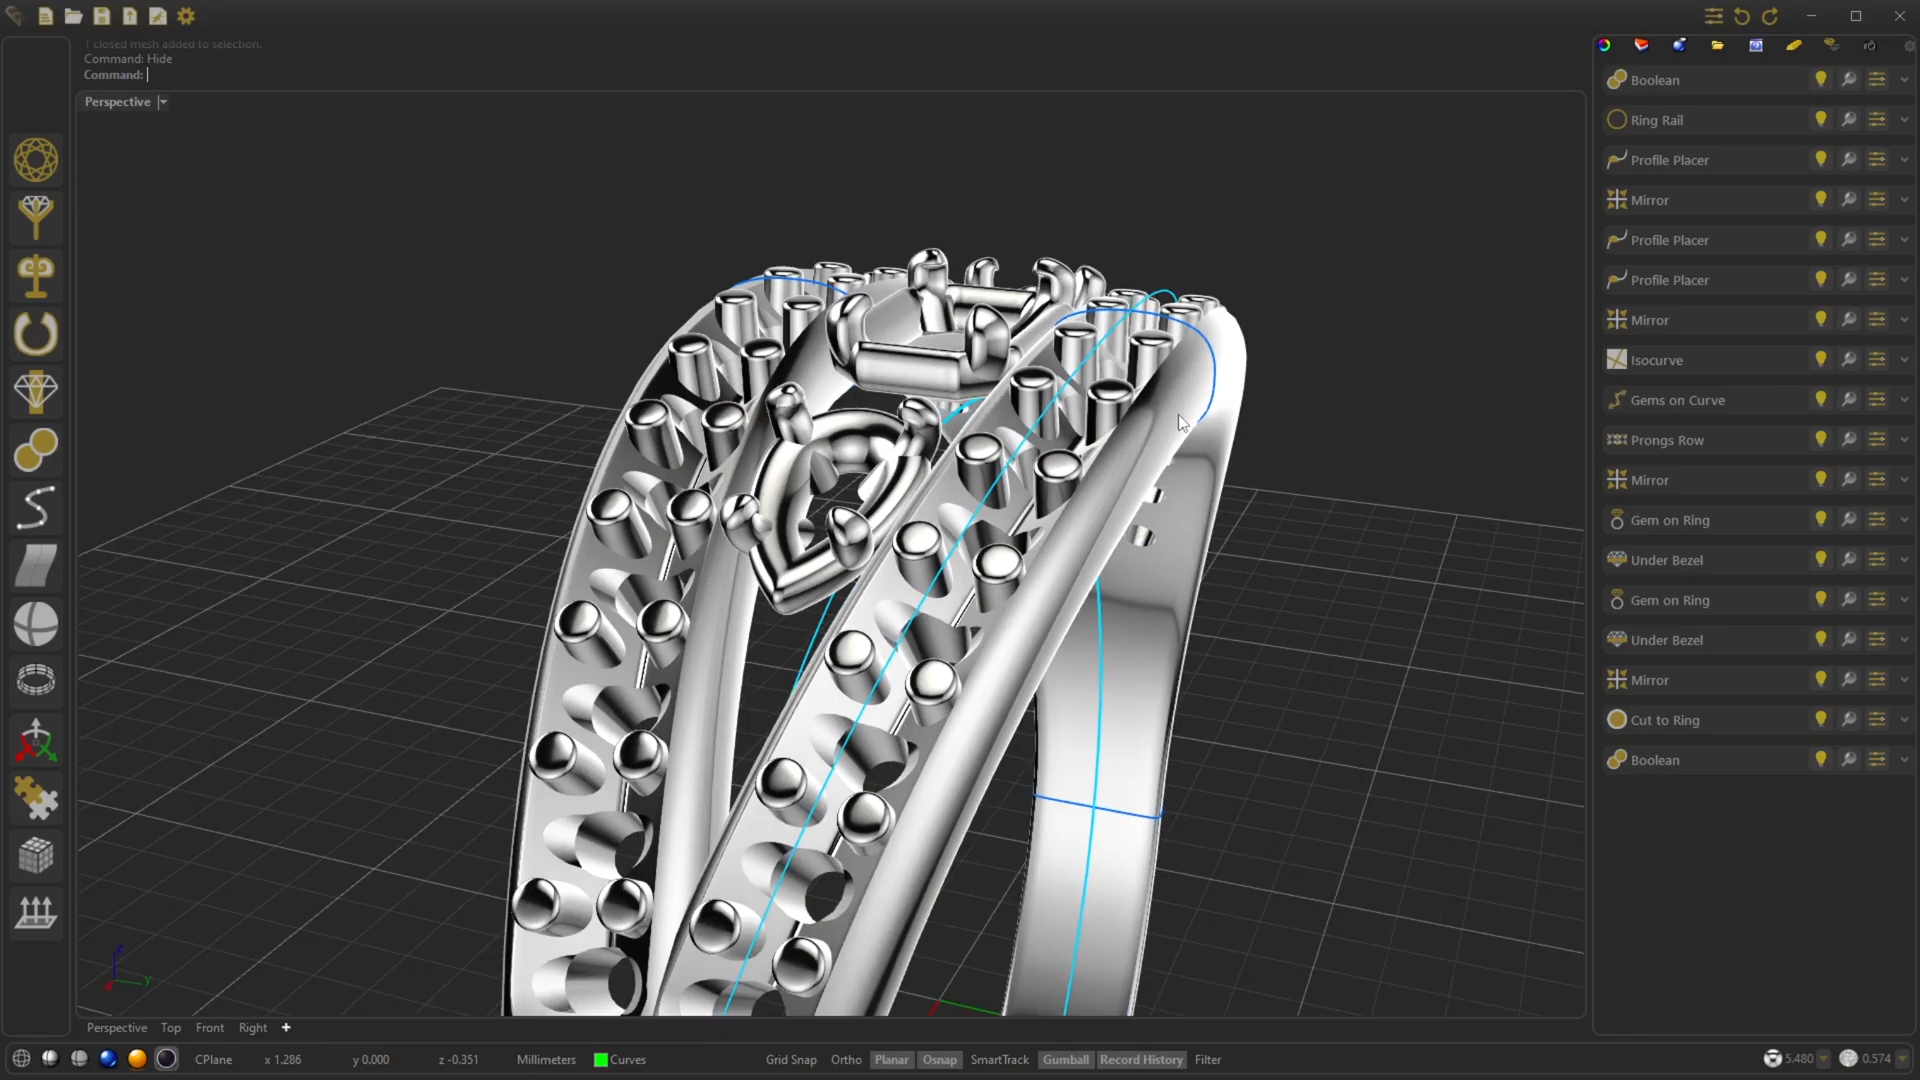 1 closed mesh added to selection.
Command: Hide
Command:
Perspective
Boolean
Ring Rail
Profile Placer
Mirror
Profile Placer
Profile Placer
Mirror
Isocurve
Gems on Curve
Prongs Row
Mirror
Gem on Ring
Under Bezel
Gem on Ring
Under Bezel
Mirror
Cut to Ring
Boolean
z
y
Perspective Top Front Right
CPlane x 1.286 y 0.000 z -0.351 Millimeters Curves Grid Snap Ortho Planar Osnap SmartTrack Gumball Record History Filter 5.480 0.574